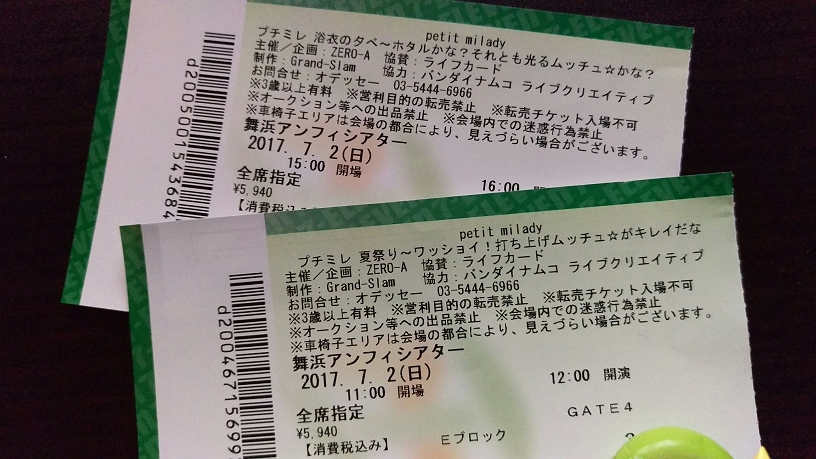 petit milady
プチミレ 浴衣の夕べ～ホタルかな？それとも光るムッチュ☆かな？
主催／企画：ZERO-A 協賛：ライフカード
制作：Grand-Slam 協力：バンダイナムコ ライブクリエイティブ
お問合せ：オデッセー 03-5444-6966
※3歳以上有料 ※営利目的の転売禁止 ※転売チケット入場不可
※オークション等への出品禁止 ※会場内での迷惑行為禁止
※車椅子エリアは会場の都合により、見えづらい場合がございます。
舞浜アンフィシアター
2017. 7. 2(日)
15:00 開場 16:00
全席指定
¥5,940
【消費税込み】
d2005001543684
petit milady
プチミレ 夏祭り～ワッショイ！打ち上げムッチュ☆がキレイだな
主催／企画：ZERO-A 協賛：ライフカード
制作：Grand-Slam 協力：バンダイナムコ ライブクリエイティブ
お問合せ：オデッセー 03-5444-6966
※3歳以上有料 ※営利目的の転売禁止 ※転売チケット入場不可
※オークション等への出品禁止 ※会場内での迷惑行為禁止
※車椅子エリアは会場の都合により、見えづらい場合がございます。
舞浜アンフィシアター
2017. 7. 2(日)
11:00 開場 12:00 開演
全席指定 GATE4
¥5,940
【消費税込み】 Eブロック
d20046715699